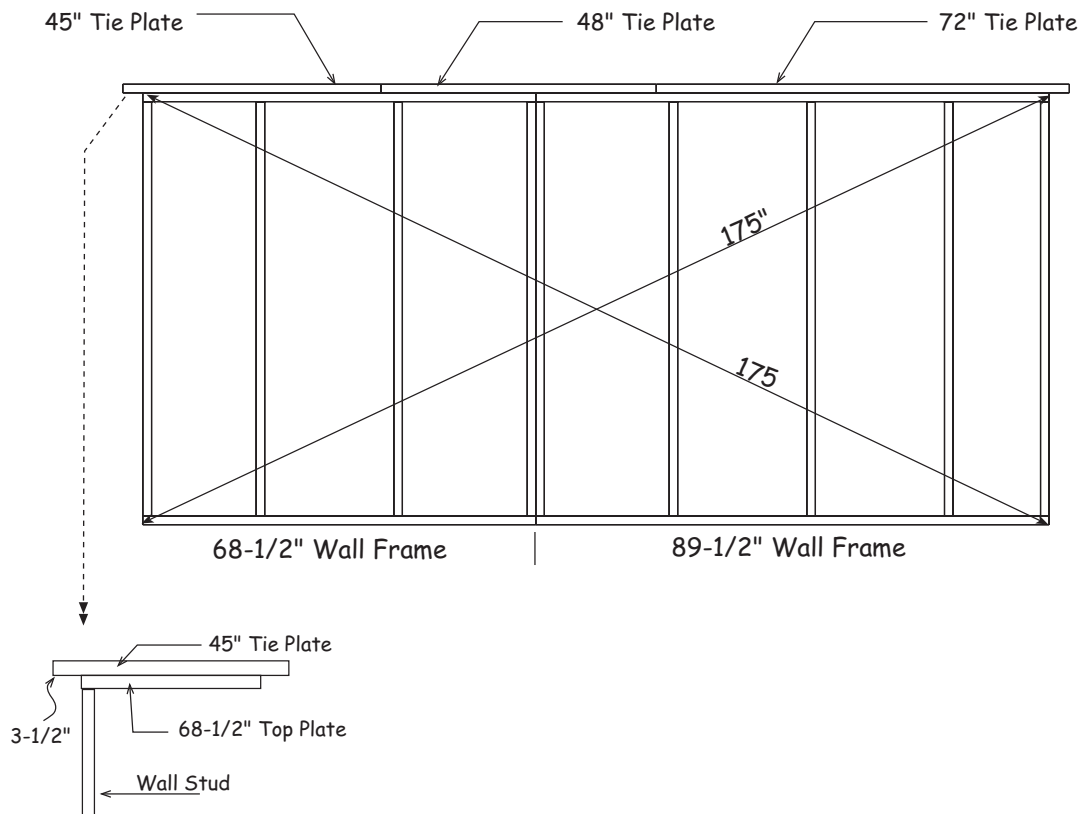 45" Tie Plate
48" Tie Plate
72" Tie Plate
175"
175
68-1/2" Wall Frame
89-1/2" Wall Frame
45" Tie Plate
3-1/2"
68-1/2" Top Plate
Wall Stud